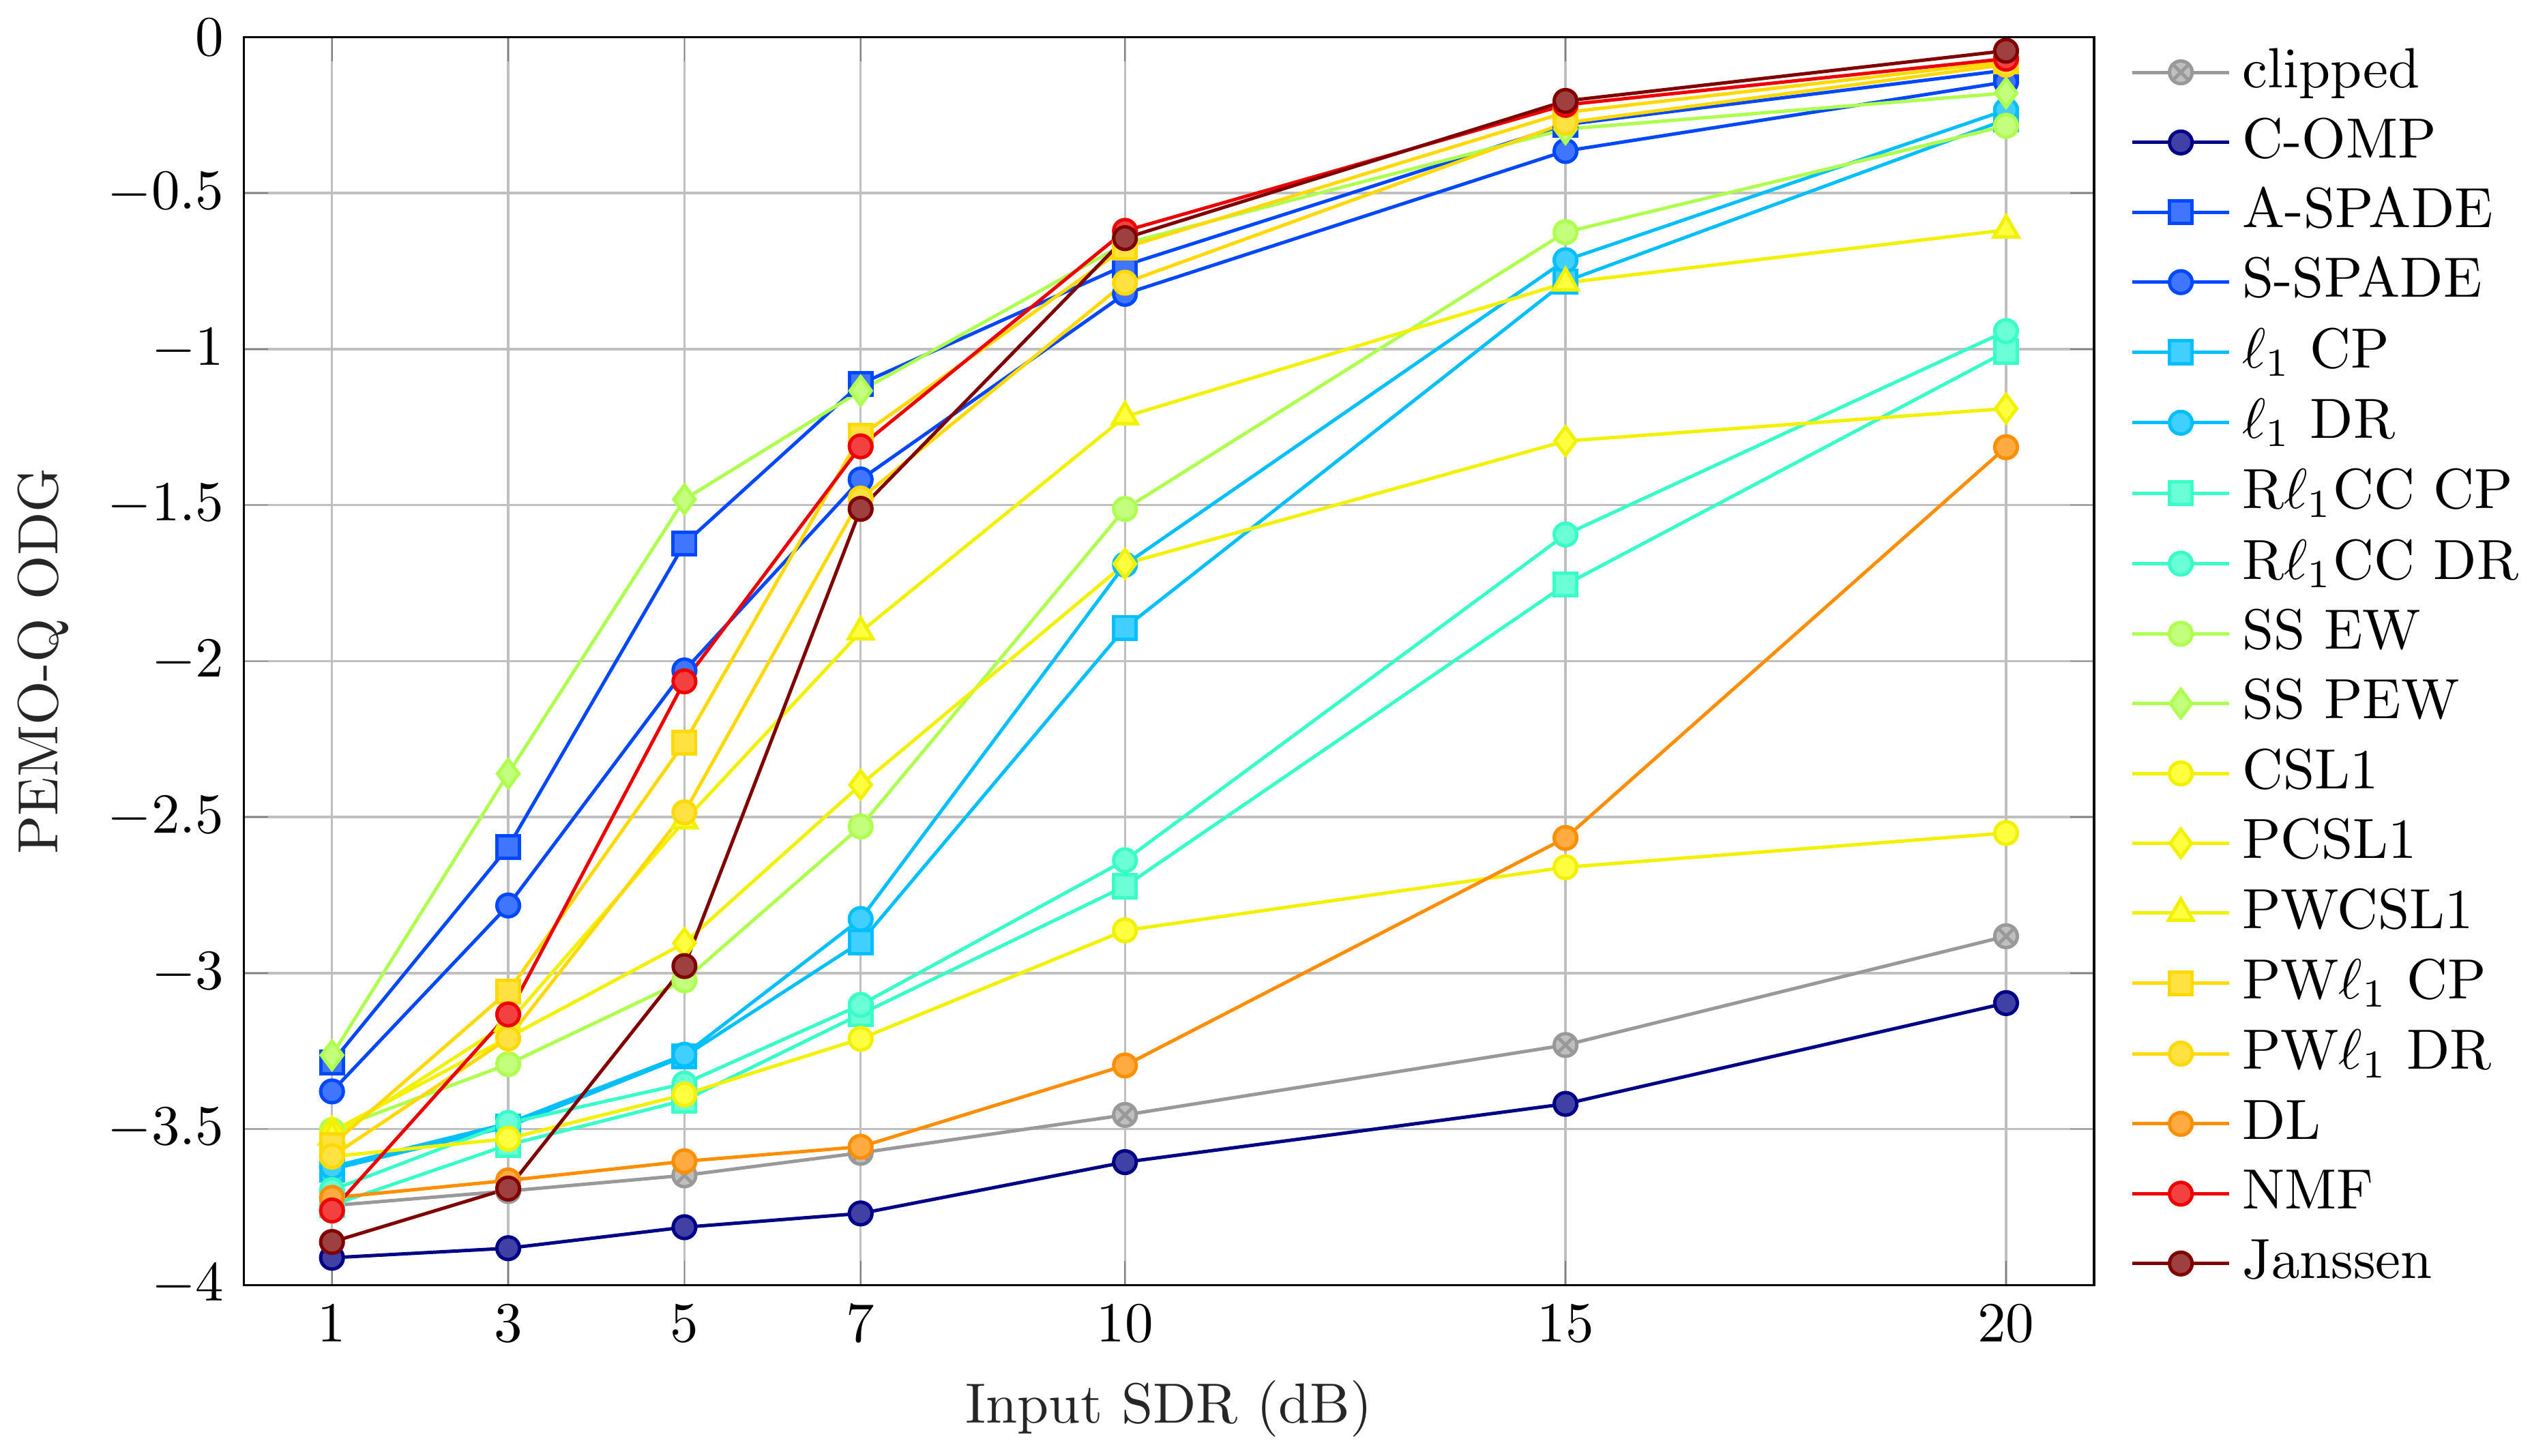 PEMO-Q ODG
0
−0.5
−1
−1.5
−2
−2.5
−3
−3.5
−4
1 3 5 7 10 15 20
Input SDR (dB)
clipped
C-OMP
A-SPADE
S-SPADE
ℓ₁ CP
ℓ₁ DR
Rℓ₁CC CP
Rℓ₁CC DR
SS EW
SS PEW
CSL1
PCSL1
PWCSL1
PWℓ₁ CP
PWℓ₁ DR
DL
NMF
Janssen